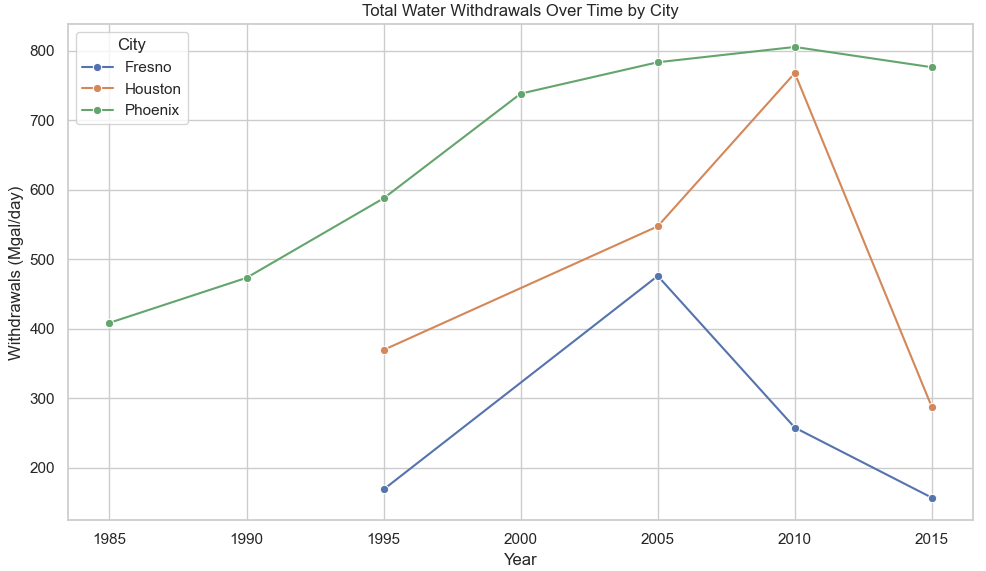 Total Water Withdrawals Over Time by City
City
Fresno
Houston
Phoenix
Withdrawals (Mgal/day)
800
700
600
500
400
300
200
1985 1990 1995 2000 2005 2010 2015
Year